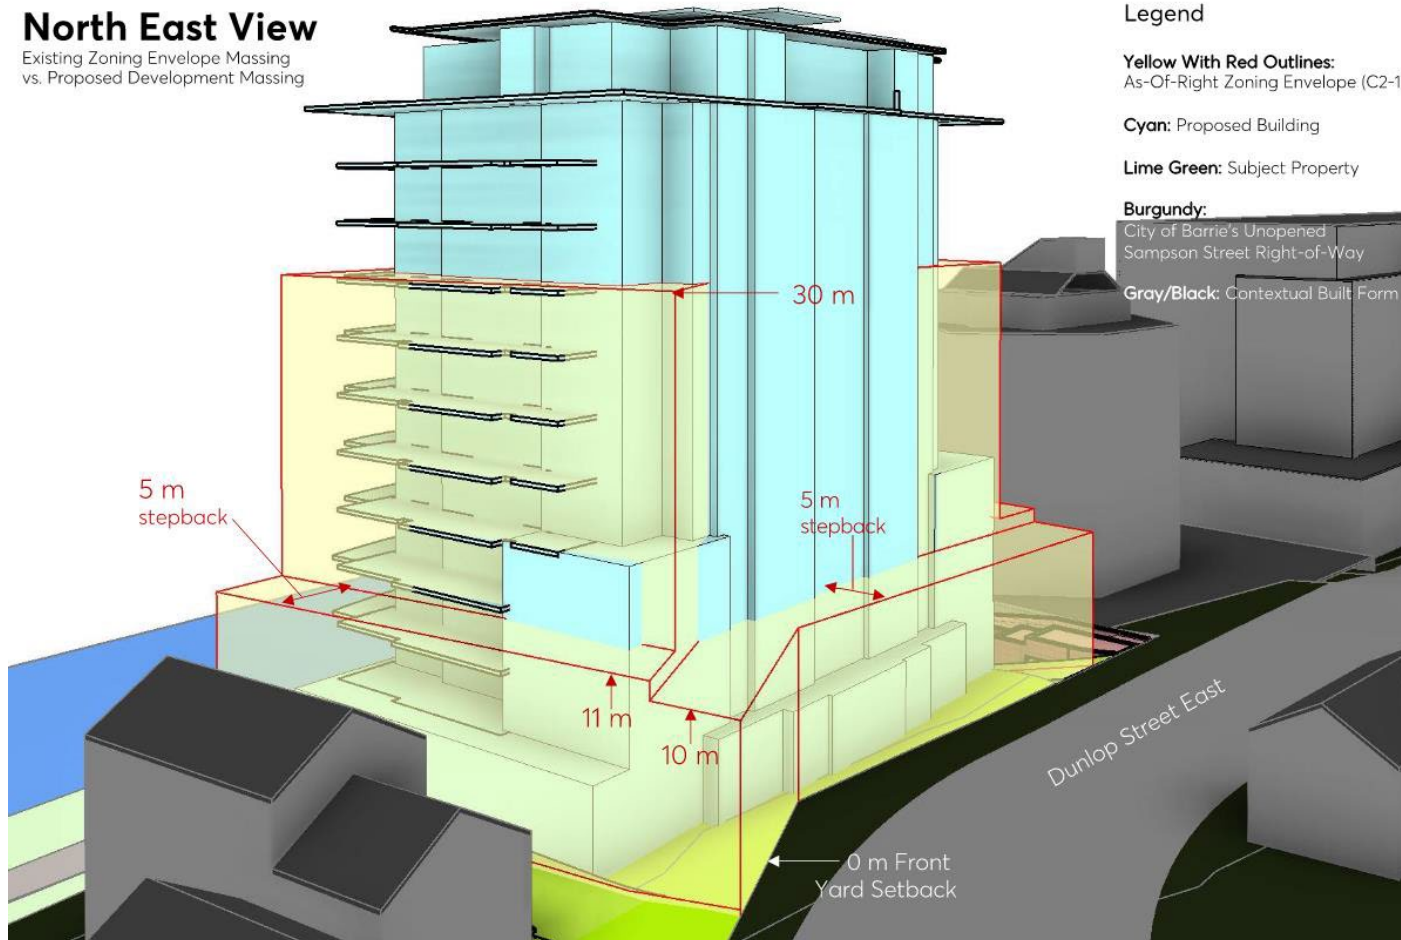 North East View
Existing Zoning Envelope Massing
vs. Proposed Development Massing
Legend
Yellow With Red Outlines:
As-Of-Right Zoning Envelope (C2-1
Cyan: Proposed Building
Lime Green: Subject Property
Burgundy:
City of Barrie's Unopened
Sampson Street Right-of-Way
Gray/Black: Contextual Built Form
30 m
5 m
stepback
5 m
stepback
11 m
10 m
Dunlop Street East
0 m Front
Yard Setback